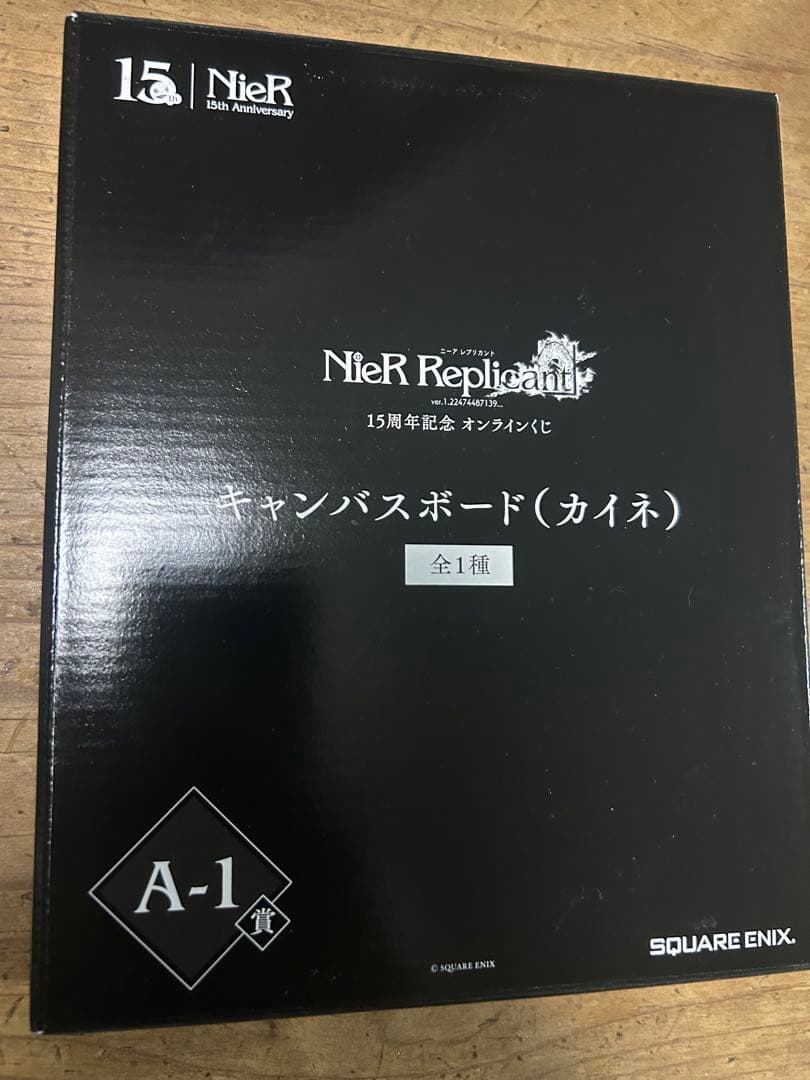 15th
NieR
15th Anniversary
ニーア レプリカント
NieR Replicant
ver.1.22474487139...
15周年記念 オンラインくじ
キャンバスボード(カイネ)
全1種
A-1
賞
© SQUARE ENIX
SQUARE ENIX.